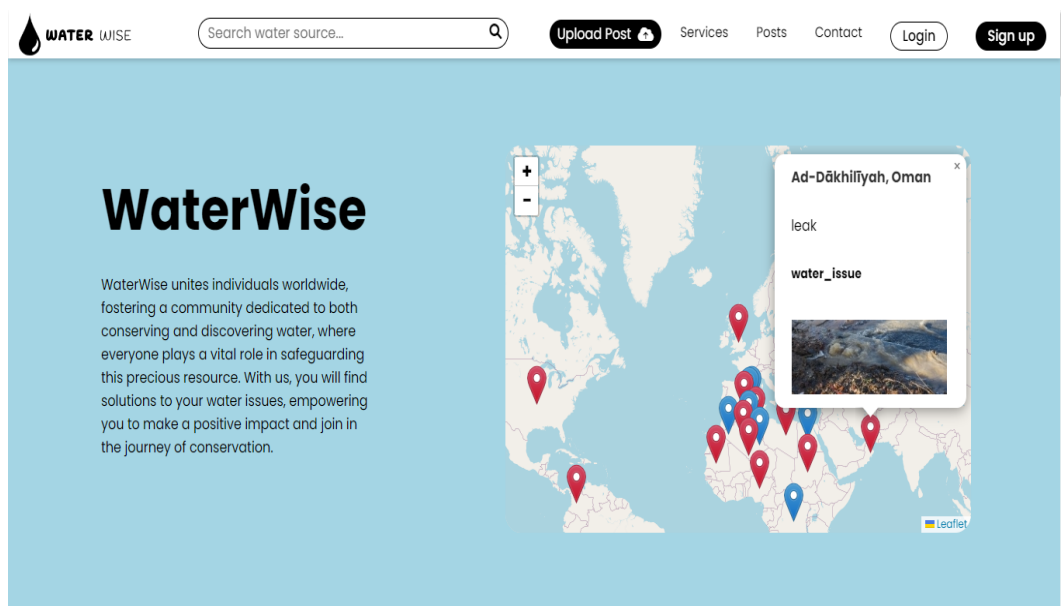 WATER WISE
Search water source...
Upload Post
Services
Posts
Contact
Login
Sign up
WaterWise
WaterWise unites individuals worldwide,
fostering a community dedicated to both
conserving and discovering water, where
everyone plays a vital role in safeguarding
this precious resource. With us, you will find
solutions to your water issues, empowering
you to make a positive impact and join in
the journey of conservation.
+
-
×
Ad-Dākhilīyah, Oman
leak
water_issue
Leaflet